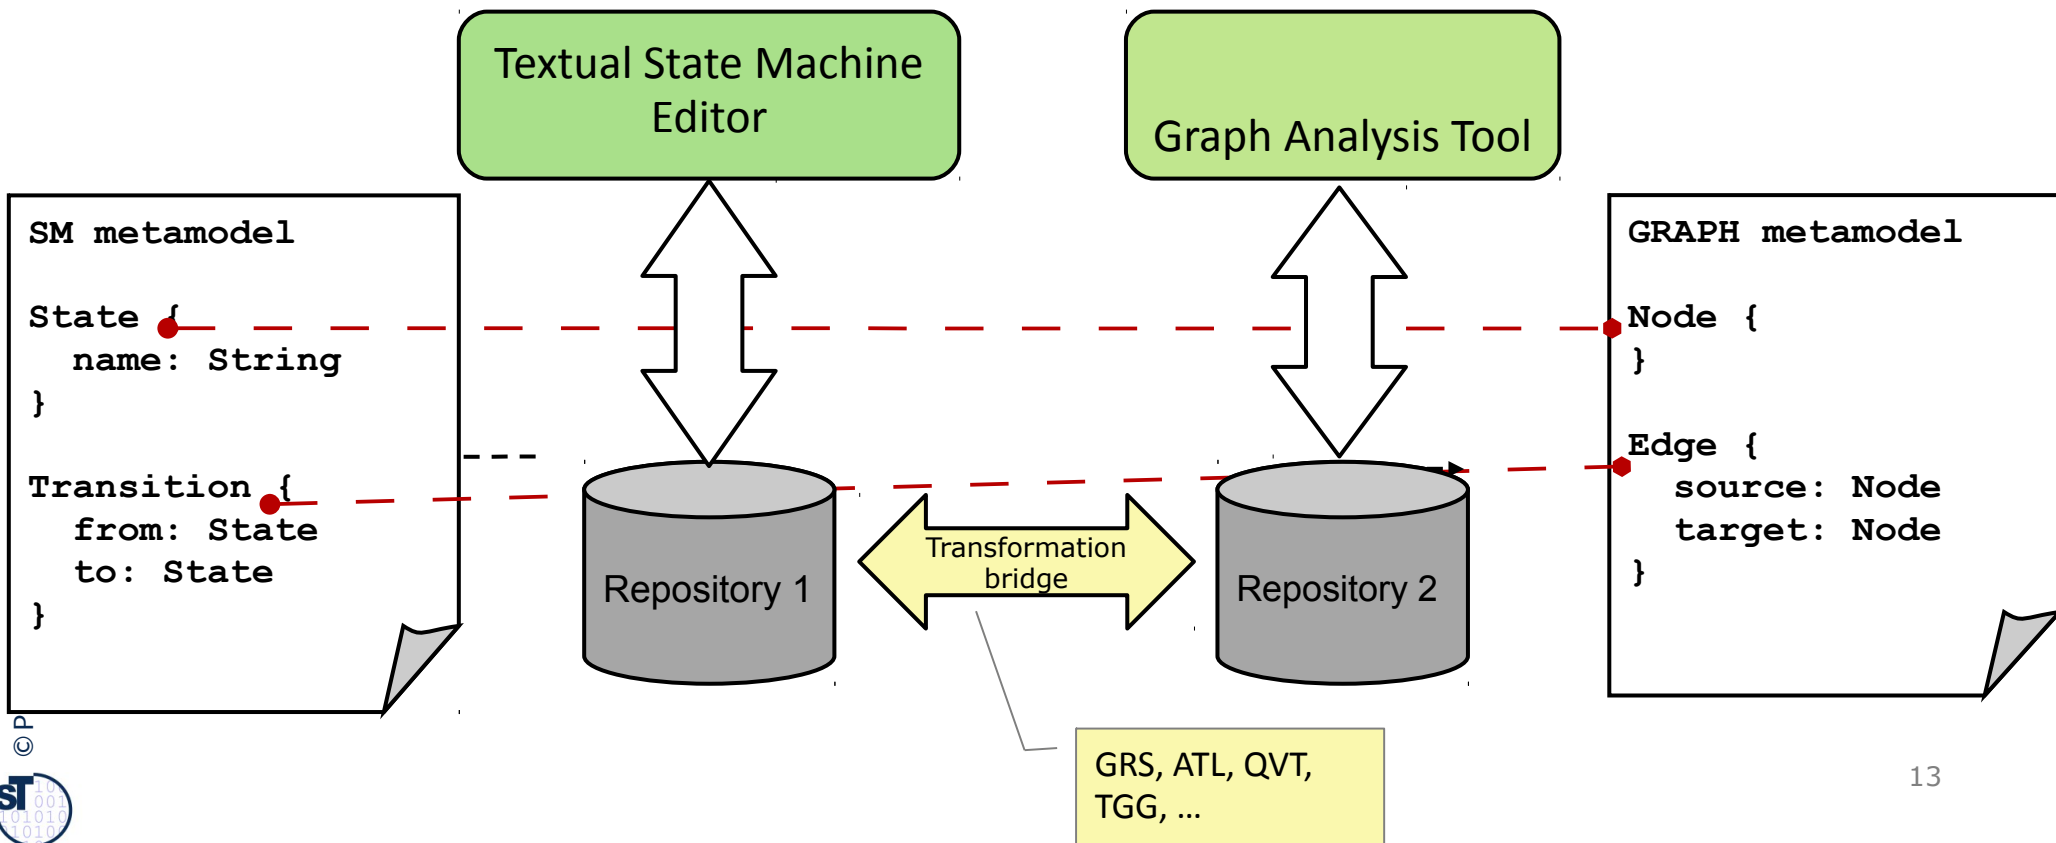 Textual State Machine
Editor
Graph Analysis Tool
SM metamodel
State {
name: String
}
Transition {
from: State
to: State
}
GRAPH metamodel
Node {
}
Edge {
source: Node
target: Node
}
Repository 1
Transformation
bridge
Repository 2
GRS, ATL, QVT,
TGG, ...
© P
sT
13